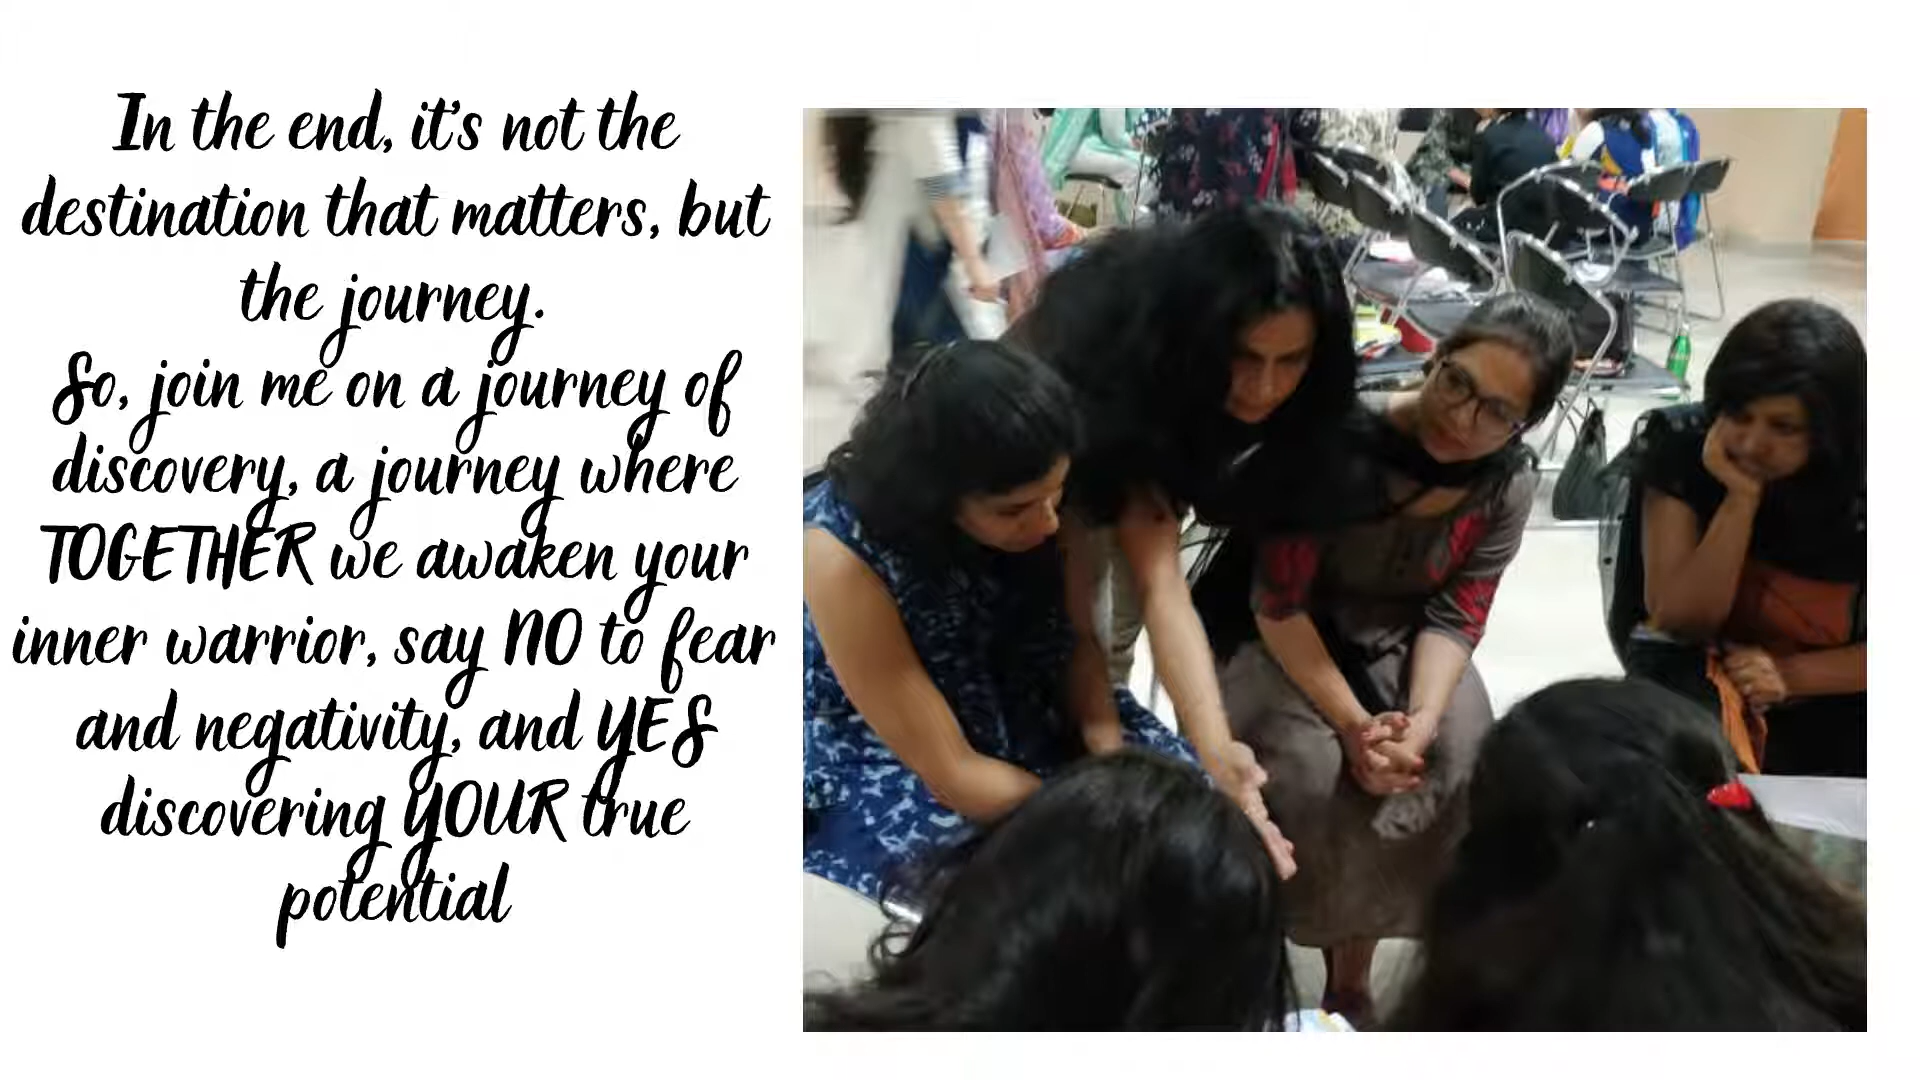 In the end, it's not the
destination that matters, but
the journey.
So, join me on a journey of
discovery, a journey where
TOGETHER we awaken your
inner warrior, say NO to fear
and negativity, and YES
discovering YOUR true
potential